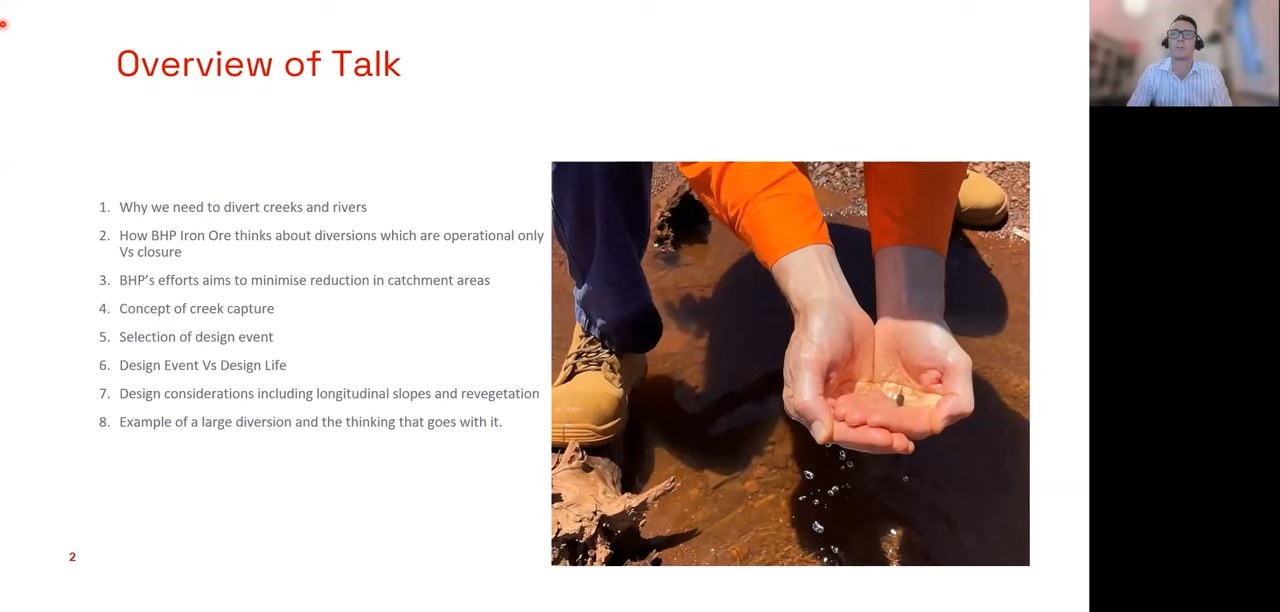 Overview of Talk
1. Why we need to divert creeks and rivers
2. How BHP Iron Ore thinks about diversions which are operational only
Vs closure
3. BHP's efforts aims to minimise reduction in catchment areas
4. Concept of creek capture
5. Selection of design event
6. Design Event Vs Design Life
7. Design considerations including longitudinal slopes and revegetation
8. Example of a large diversion and the thinking that goes with it.
2